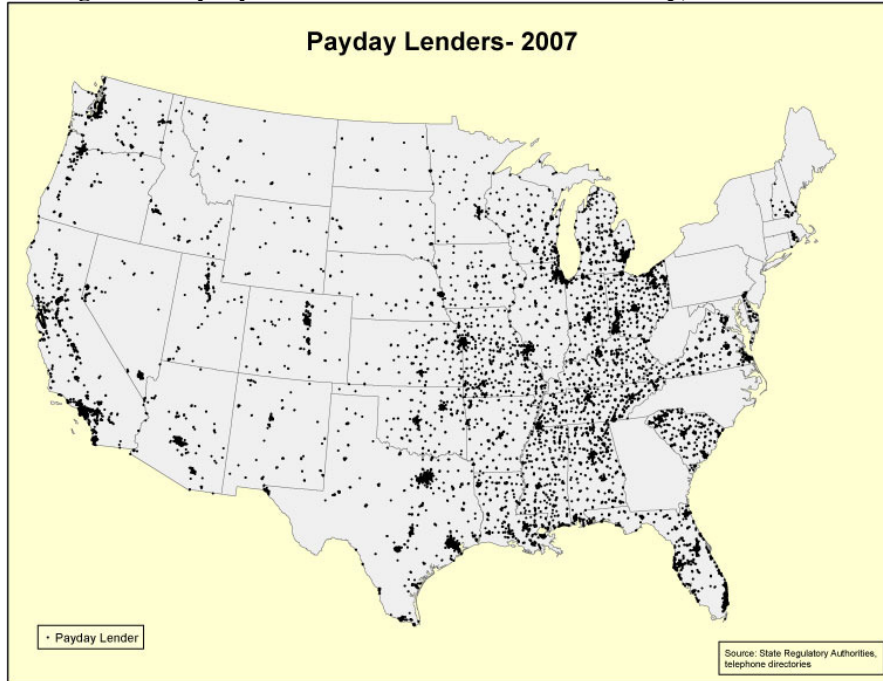 Payday Lenders- 2007
• Payday Lender
Source: State Regulatory Authorities,
telephone directories